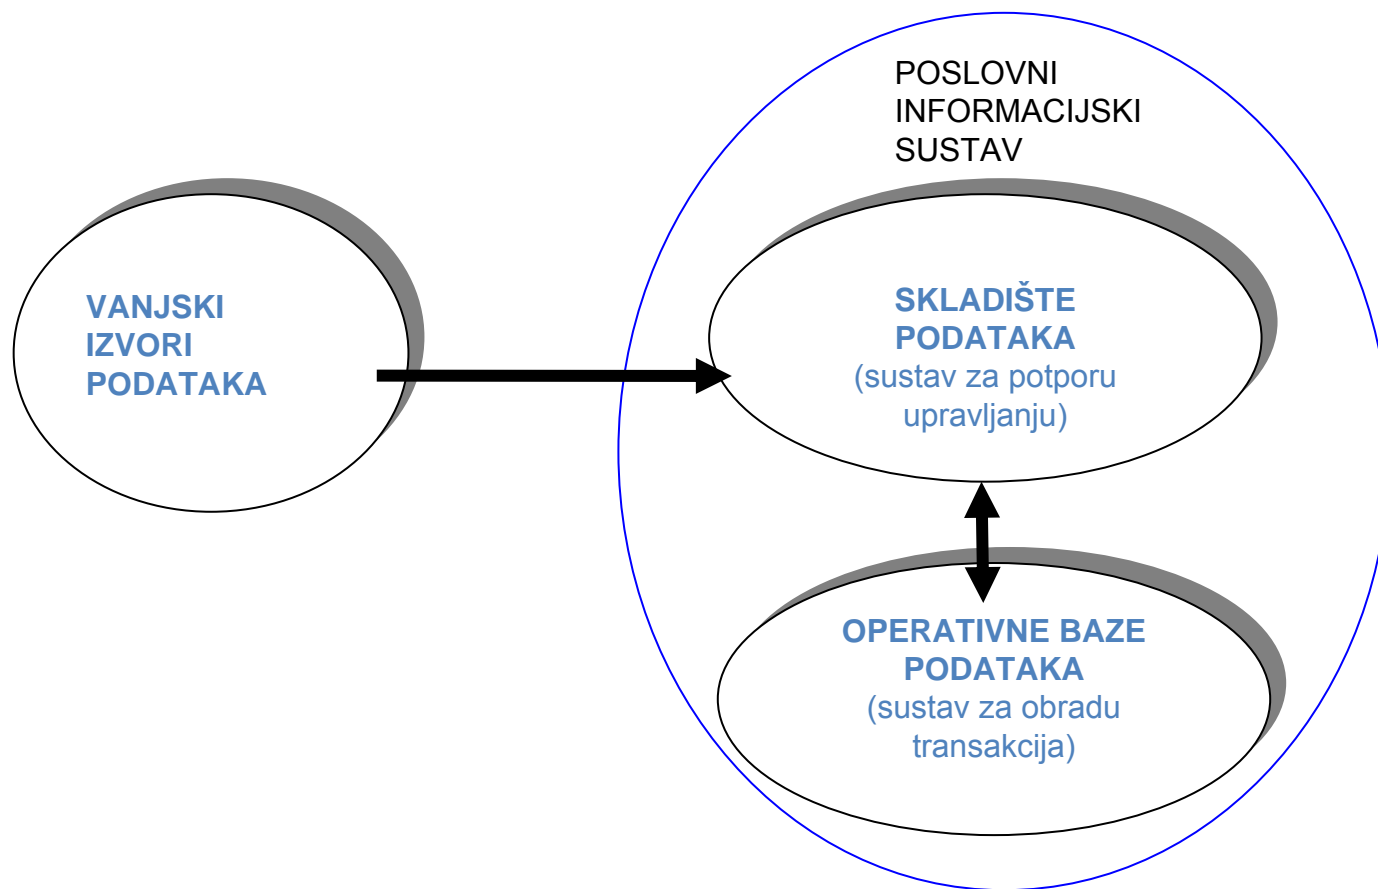 POSLOVNI
INFORMACIJSKI
SUSTAV
VANJSKI
IZVORI
PODATAKA
SKLADIŠTE
PODATAKA
(sustav za potporu
upravljanju)
OPERATIVNE BAZE
PODATAKA
(sustav za obradu
transakcija)